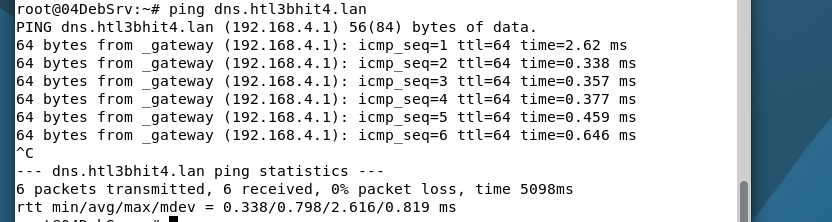 root@04DebSrv:~# ping dns.htl3bhit4.lan
PING dns.htl3bhit4.lan (192.168.4.1) 56(84) bytes of data.
64 bytes from _gateway (192.168.4.1): icmp_seq=1 ttl=64 time=2.62 ms
64 bytes from _gateway (192.168.4.1): icmp_seq=2 ttl=64 time=0.338 ms
64 bytes from _gateway (192.168.4.1): icmp_seq=3 ttl=64 time=0.357 ms
64 bytes from _gateway (192.168.4.1): icmp_seq=4 ttl=64 time=0.377 ms
64 bytes from _gateway (192.168.4.1): icmp_seq=5 ttl=64 time=0.459 ms
64 bytes from _gateway (192.168.4.1): icmp_seq=6 ttl=64 time=0.646 ms
^C
--- dns.htl3bhit4.lan ping statistics ---
6 packets transmitted, 6 received, 0% packet loss, time 5098ms
rtt min/avg/max/mdev = 0.338/0.798/2.616/0.819 ms
root@04DebSrv:~#